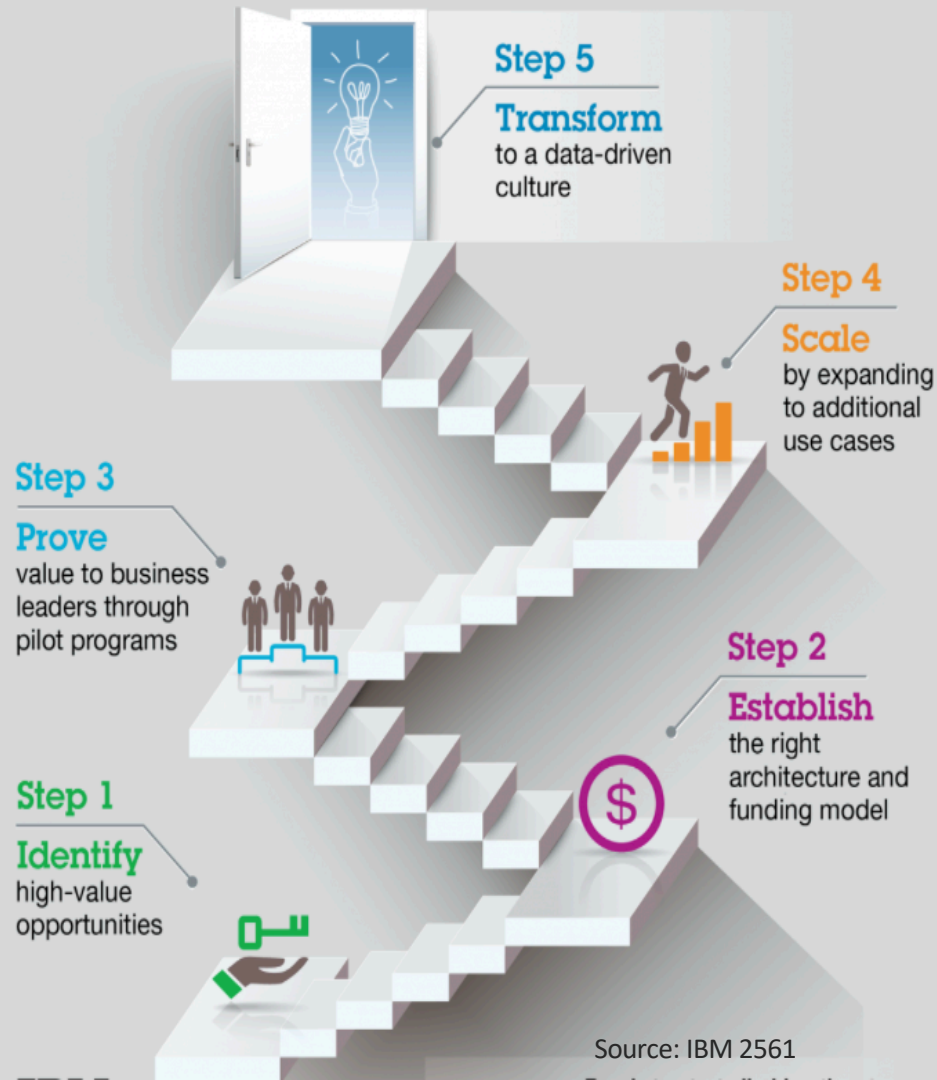 Step 5
Transform
to a data-driven
culture
Step 4
Scale
by expanding
to additional
use cases
Step 3
Prove
value to business
leaders through
pilot programs
Step 2
Establish
the right
architecture and
funding model
$
Step 1
Identify
high-value
opportunities
Source: IBM 2561